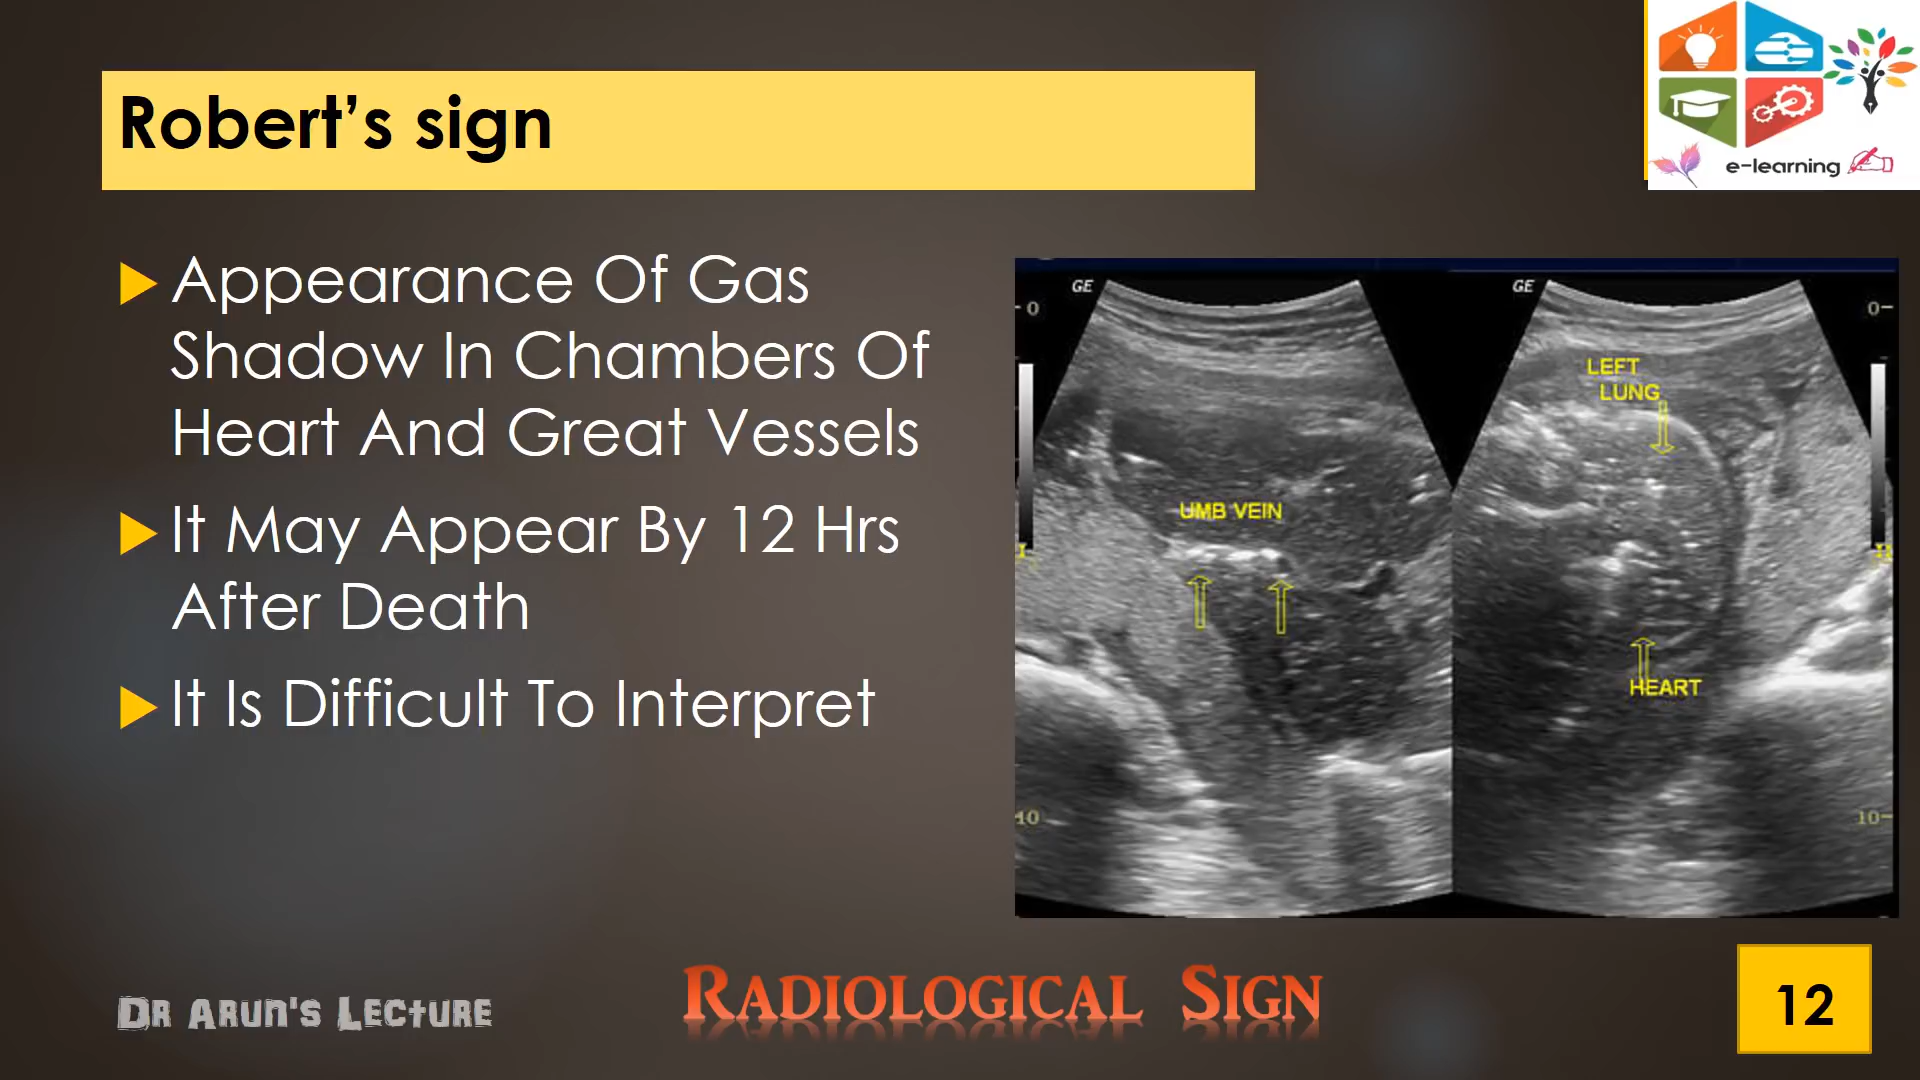 Robert’s sign
e-learning
Appearance Of Gas
Shadow In Chambers Of
Heart And Great Vessels
It May Appear By 12 Hrs
After Death
It Is Difficult To Interpret
GE
0
UMB VEIN
10
GE
0
LEFT
LUNG
HEART
10
Dr Arun's Lecture
Radiological Sign
12